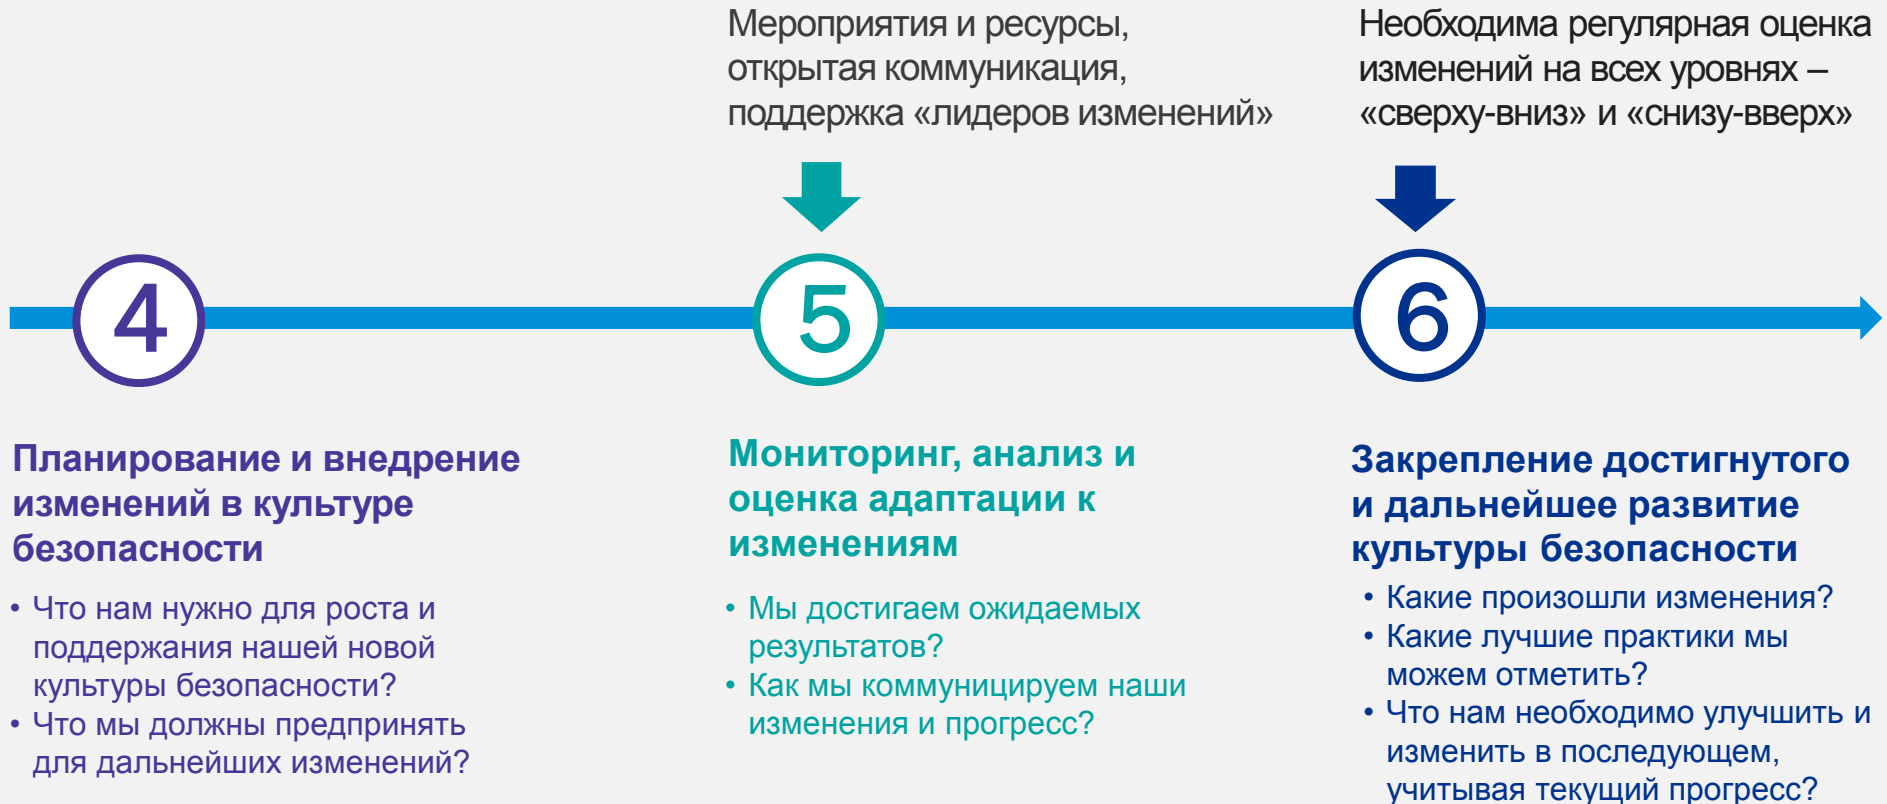 Мероприятия и ресурсы,
открытая коммуникация,
поддержка «лидеров изменений»
Необходима регулярная оценка
изменений на всех уровнях –
«сверху-вниз» и «снизу-вверх»
4
5
6
Планирование и внедрение
изменений в культуре
безопасности
• Что нам нужно для роста и
поддержания нашей новой
культуры безопасности?
• Что мы должны предпринять
для дальнейших изменений?
Мониторинг, анализ и
оценка адаптации к
изменениям
• Мы достигаем ожидаемых
результатов?
• Как мы коммуницируем наши
изменения и прогресс?
Закрепление достигнутого
и дальнейшее развитие
культуры безопасности
• Какие произошли изменения?
• Какие лучшие практики мы
можем отметить?
• Что нам необходимо улучшить и
изменить в последующем,
учитывая текущий прогресс?